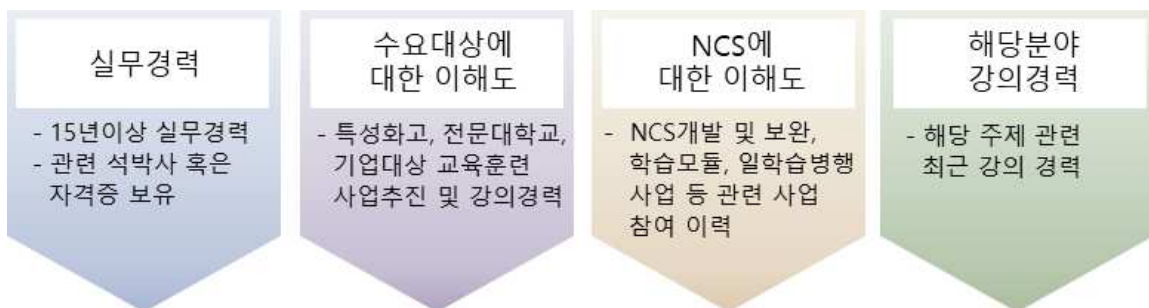 실무경력
- 15년이상 실무경력
- 관련 석박사 혹은
자격증 보유
수요대상에
대한 이해도
- 특성화고, 전문대학교,
기업대상 교육훈련
사업추진 및 강의경력
NCS에
대한 이해도
- NCS개발 및 보완,
학습모듈, 일학습병행
사업 등 관련 사업
참여 이력
해당분야
강의경력
- 해당 주제 관련
최근 강의 경력